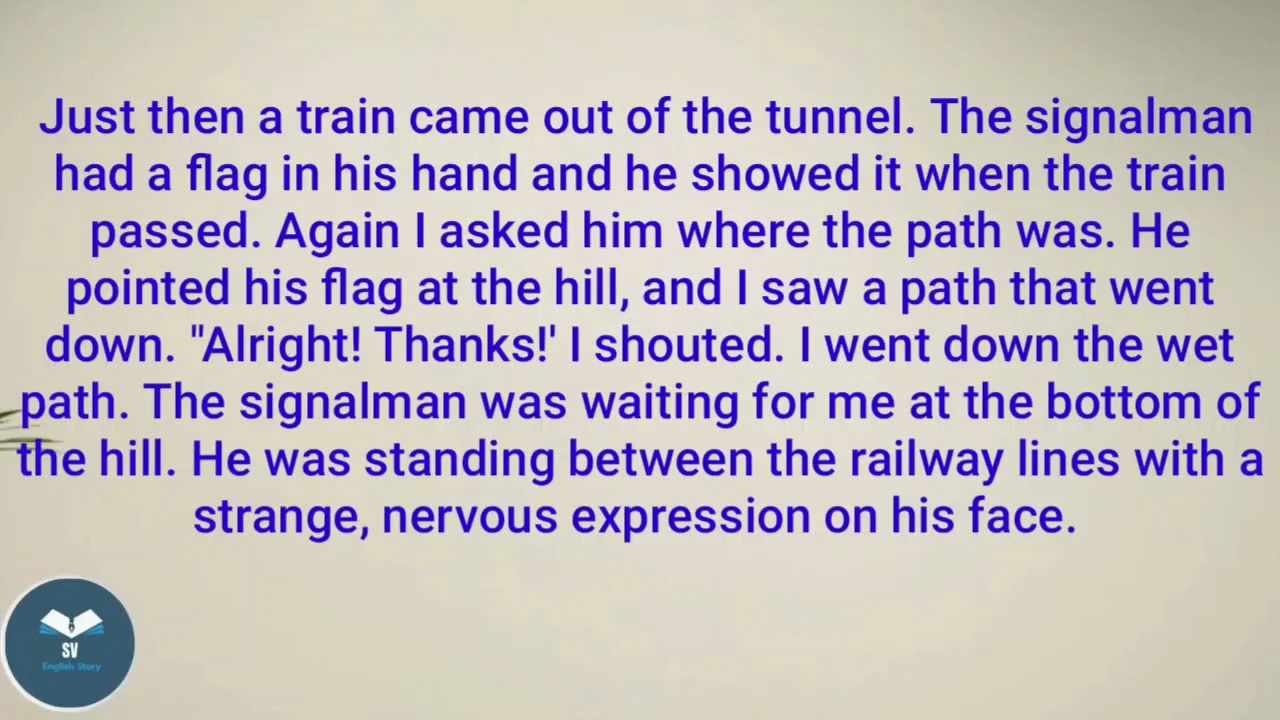 Just then a train came out of the tunnel. The signalman
had a flag in his hand and he showed it when the train
passed. Again I asked him where the path was. He
pointed his flag at the hill, and I saw a path that went
down. "Alright! Thanks!' I shouted. I went down the wet
path. The signalman was waiting for me at the bottom of
the hill. He was standing between the railway lines with a
strange, nervous expression on his face.
SV
English Story